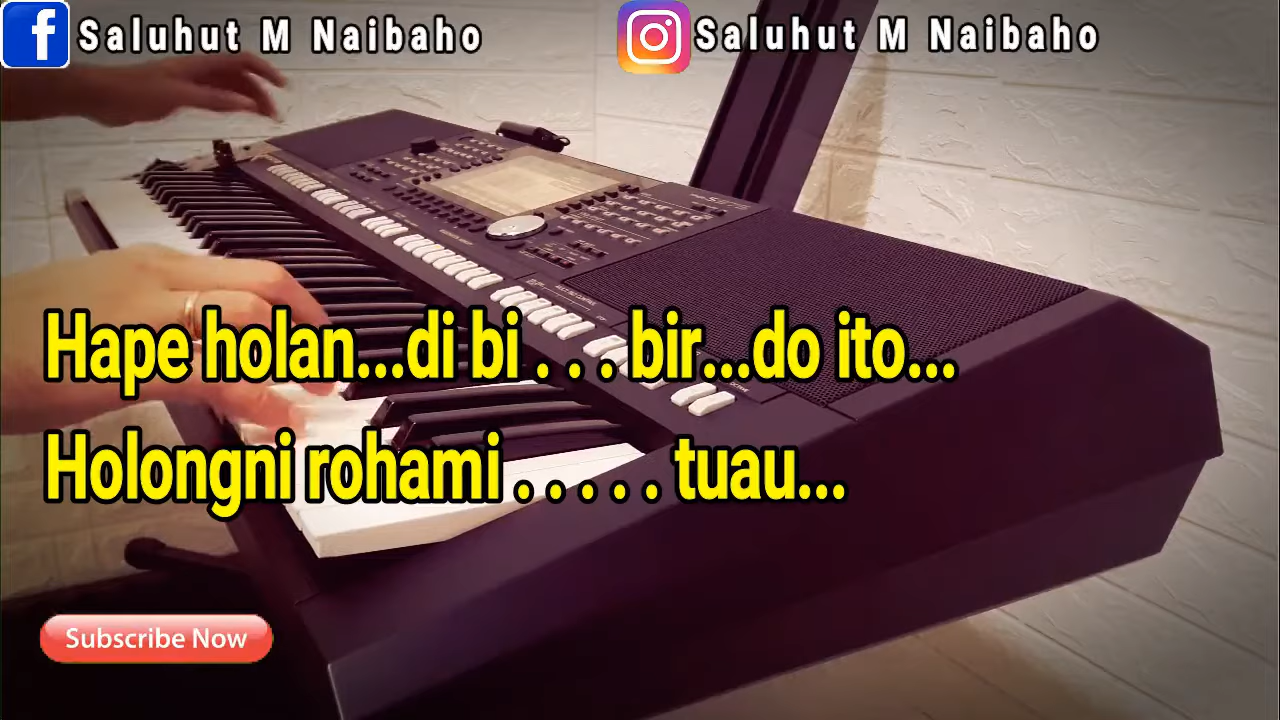 Saluhut M Naibaho
Saluhut M Naibaho
Hape holan...di bi . . . bir...do ito...
Holongni rohami . . . . . tuau...
Subscribe Now